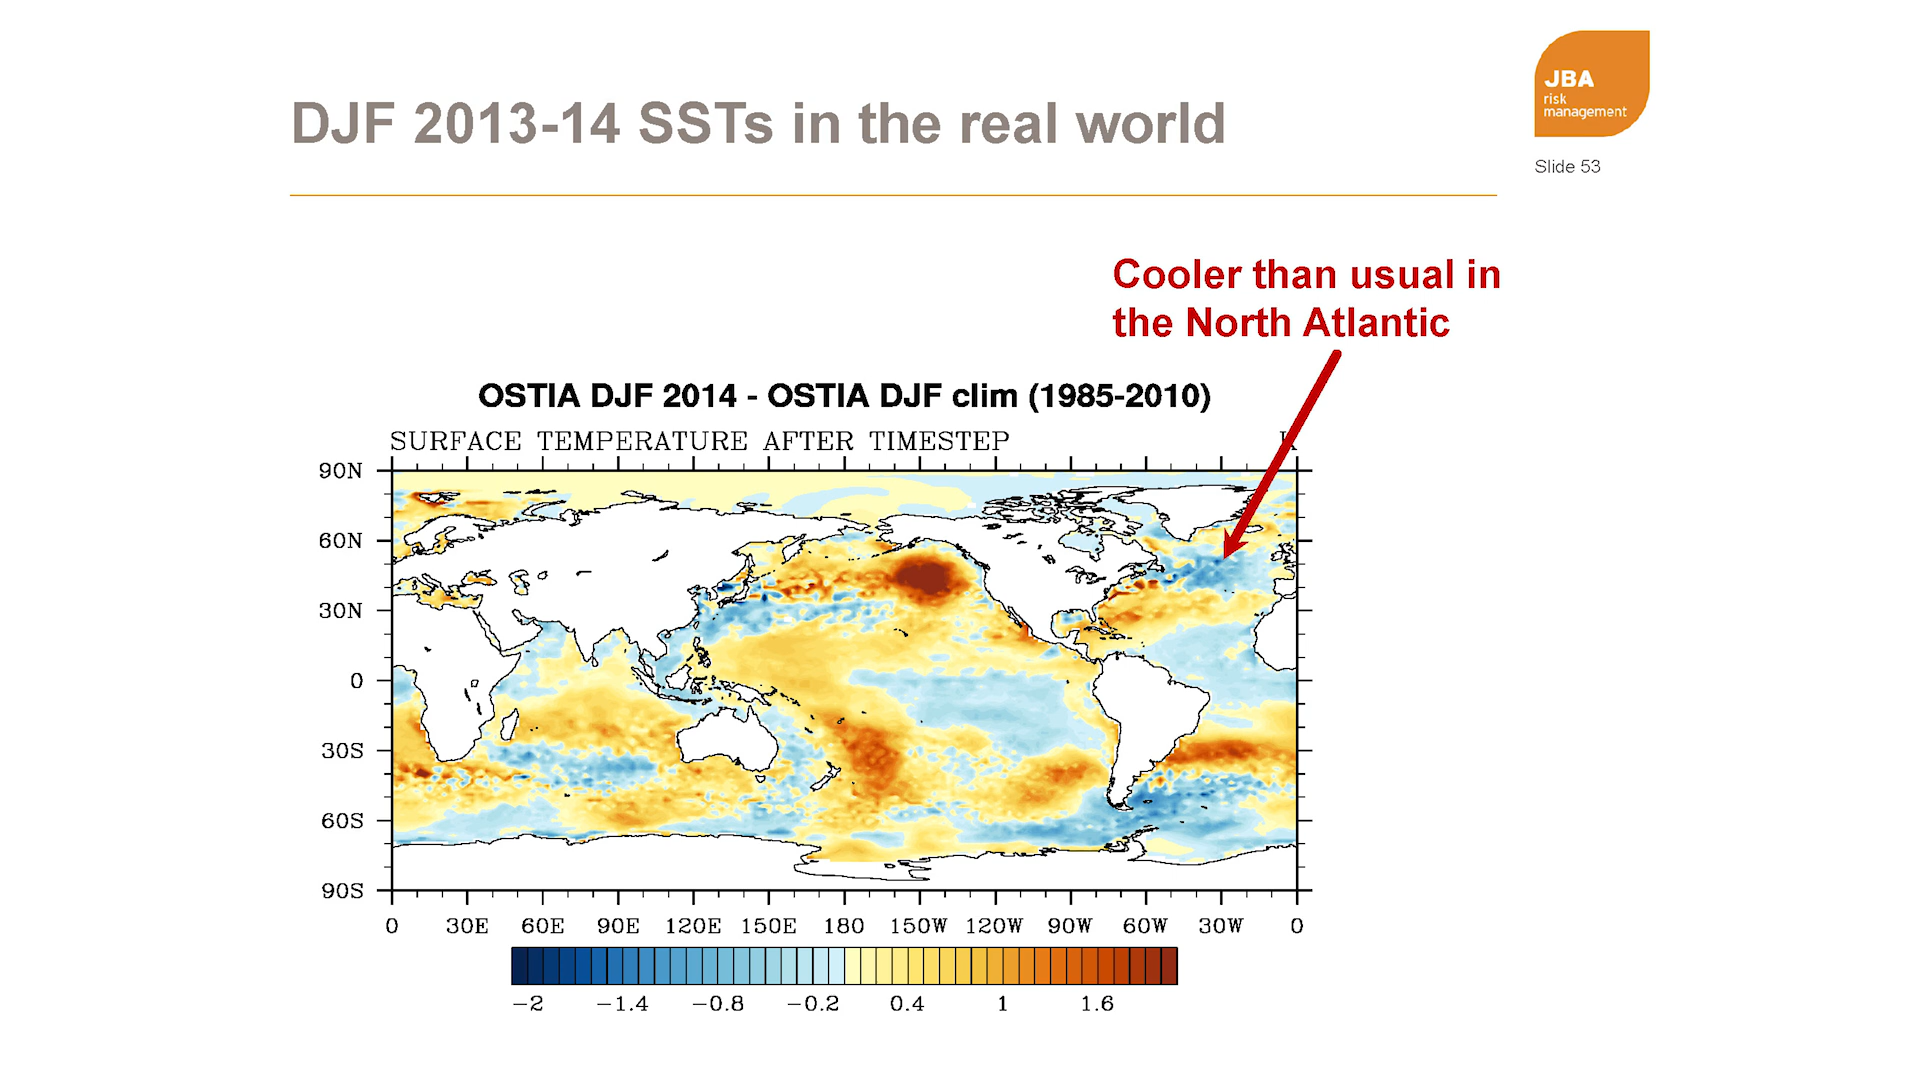 DJF 2013-14 SSTs in the real world
JBA
risk
management
Slide 53
Cooler than usual in
the North Atlantic
OSTIA DJF 2014 - OSTIA DJF clim (1985-2010)
SURFACE TEMPERATURE AFTER TIMESTEP K
90N
60N
30N
0
30S
60S
90S
0 30E 60E 90E 120E 150E 180 150W 120W 90W 60W 30W 0
−2 −1.4 −0.8 −0.2 0.4 1 1.6